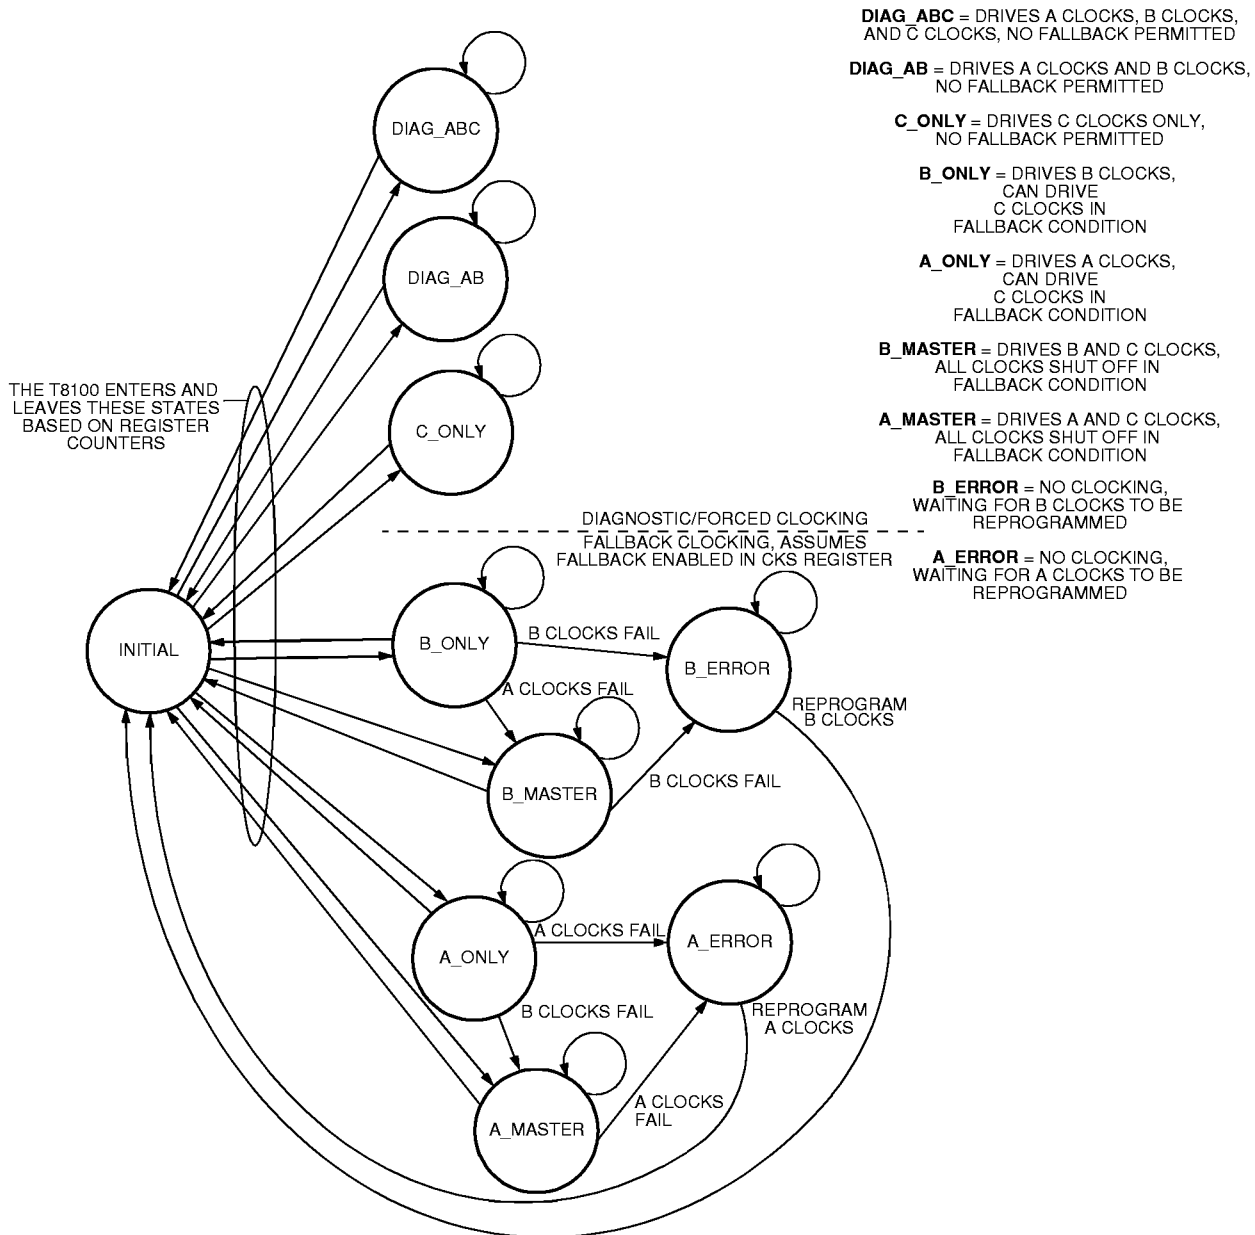 DIAG_ABC = DRIVES A CLOCKS, B CLOCKS,
AND C CLOCKS, NO FALLBACK PERMITTED
DIAG_AB = DRIVES A CLOCKS AND B CLOCKS,
NO FALLBACK PERMITTED
C_ONLY = DRIVES C CLOCKS ONLY,
NO FALLBACK PERMITTED
B_ONLY = DRIVES B CLOCKS,
CAN DRIVE
C CLOCKS IN
FALLBACK CONDITION
A_ONLY = DRIVES A CLOCKS,
CAN DRIVE
C CLOCKS IN
FALLBACK CONDITION
B_MASTER = DRIVES B AND C CLOCKS,
ALL CLOCKS SHUT OFF IN
FALLBACK CONDITION
A_MASTER = DRIVES A AND C CLOCKS,
ALL CLOCKS SHUT OFF IN
FALLBACK CONDITION
B_ERROR = NO CLOCKING,
WAITING FOR B CLOCKS TO BE
REPROGRAMMED
A_ERROR = NO CLOCKING,
WAITING FOR A CLOCKS TO BE
REPROGRAMMED
DIAG_ABC
DIAG_AB
C_ONLY
THE T8100 ENTERS AND
LEAVES THESE STATES
BASED ON REGISTER
COUNTERS
DIAGNOSTIC/FORCED CLOCKING
FALLBACK CLOCKING, ASSUMES
FALLBACK ENABLED IN CKS REGISTER
INITIAL
B_ONLY
B CLOCKS FAIL
B_ERROR
A CLOCKS FAIL
REPROGRAM
B CLOCKS
B_MASTER
B CLOCKS FAIL
A_ONLY
A CLOCKS FAIL
A_ERROR
B CLOCKS FAIL
REPROGRAM
A CLOCKS
A_MASTER
A CLOCKS
FAIL